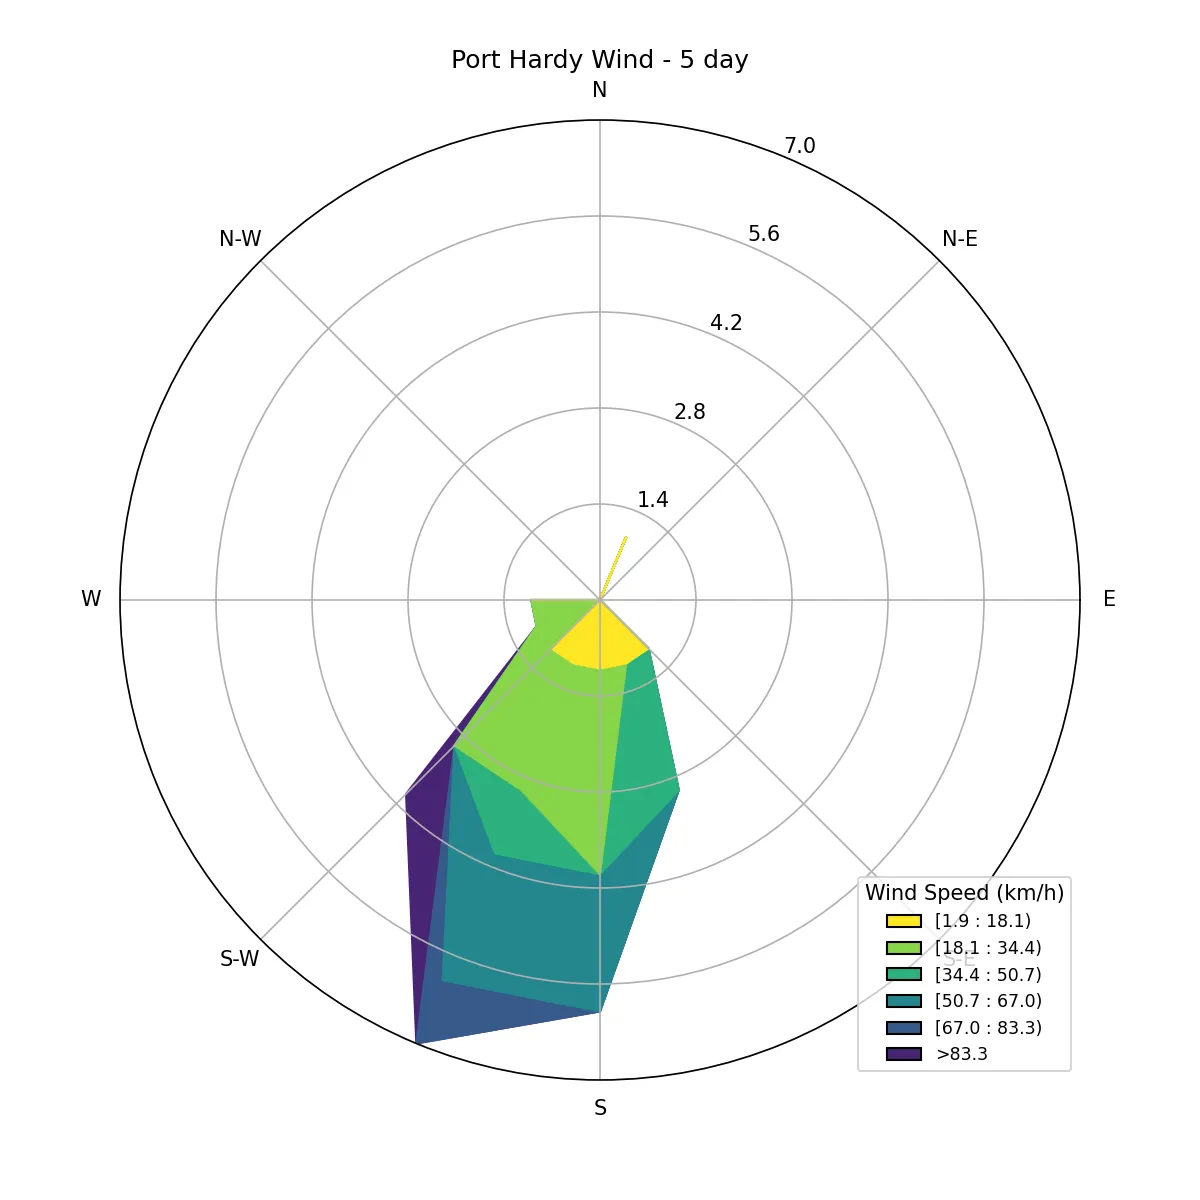 Port Hardy Wind - 5 day
N
7.0
N-W
5.6
N-E
4.2
2.8
1.4
W
E
S-W
S-E
S
Wind Speed (km/h)
[1.9 : 18.1)
[18.1 : 34.4)
[34.4 : 50.7)
[50.7 : 67.0)
[67.0 : 83.3)
>83.3